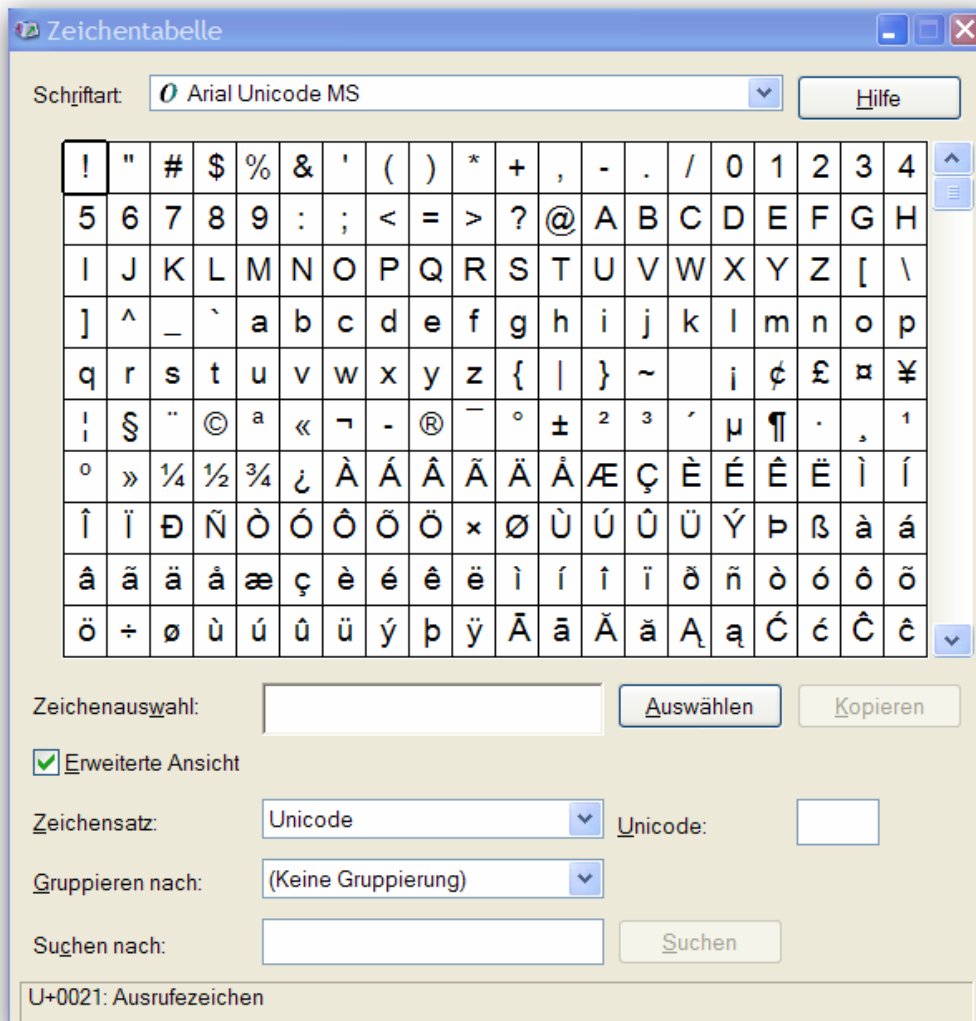 Zeichentabelle
Schriftart: Arial Unicode MS Hilfe
! " # $ % & ' ( ) * + , - . / 0 1 2 3 4
5 6 7 8 9 : ; < = > ? @ A B C D E F G H
I J K L M N O P Q R S T U V W X Y Z [ \
] ^ _ ` a b c d e f g h i j k l m n o p
q r s t u v w x y z { | } ~ ¡ ¢ £ ¤ ¥
¦ § ¨ © ª « ¬ - ® ¯ ° ± ² ³ ´ µ ¶ · ¸ ¹
º » ¼ ½ ¾ ¿ À Á Â Ã Ä Å Æ Ç È É Ê Ë Ì Í
Î Ï Ð Ñ Ò Ó Ô Õ Ö × Ø Ù Ú Û Ü Ý Þ ß à á
â ã ä å æ ç è é ê ë ì í î ï ð ñ ò ó ô õ
ö ÷ ø ù ú û ü ý þ ÿ Ā ā Ă ă Ą ą Ć ć Ĉ ĉ
Zeichenauswahl: Auswählen Kopieren
Erweiterte Ansicht
Zeichensatz: Unicode Unicode:
Gruppieren nach: (Keine Gruppierung)
Suchen nach: Suchen
U+0021: Ausrufezeichen